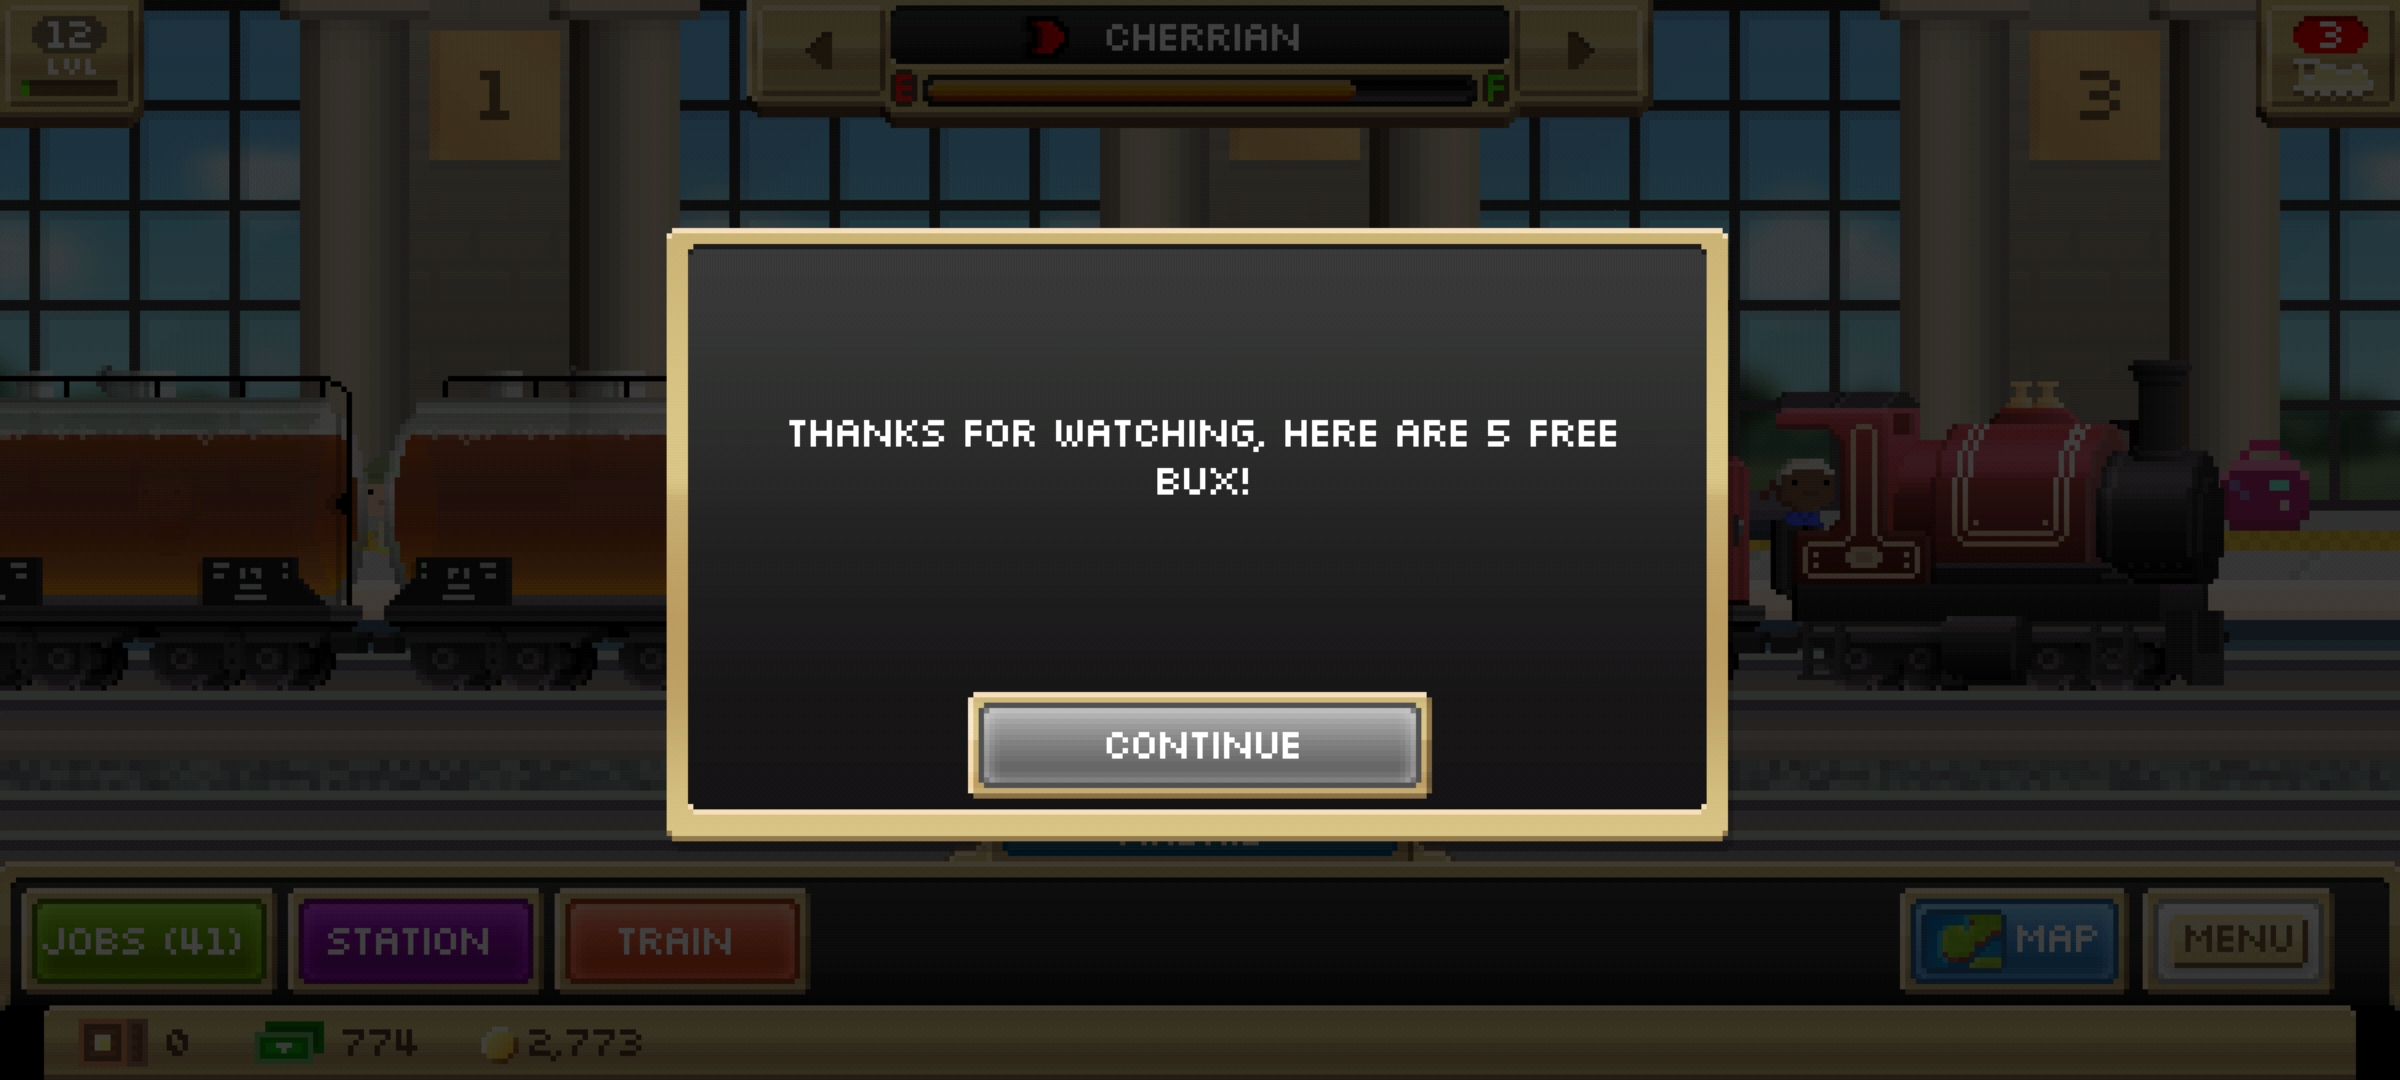 12
LVL
1
CHERRIAN
E
F
3
3
THANKS FOR WATCHING, HERE ARE 5 FREE
BUX!
CONTINUE
JOBS (41)
STATION
TRAIN
MAP
MENU
0
774
2,773